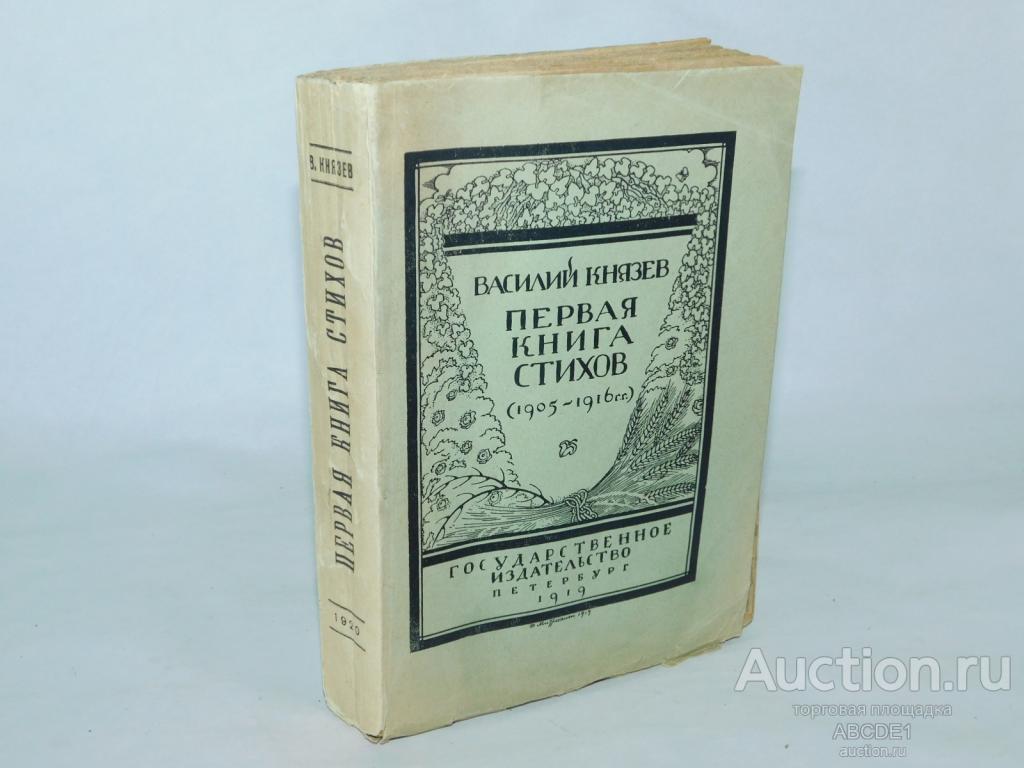 В. КНЯЗЕВ
ПЕРВАЯ КНИГА СТИХОВ
1920
ВАСИЛИЙ КНЯЗЕВ
ПЕРВАЯ
КНИГА
СТИХОВ
(1905-1916 гг.)
ГОСУДАРСТВЕННОЕ
ИЗДАТЕЛЬСТВО
ПЕТЕРБУРГ
1919
1919
Auction.ru
торговая площадка
ABCDE1
auction.ru